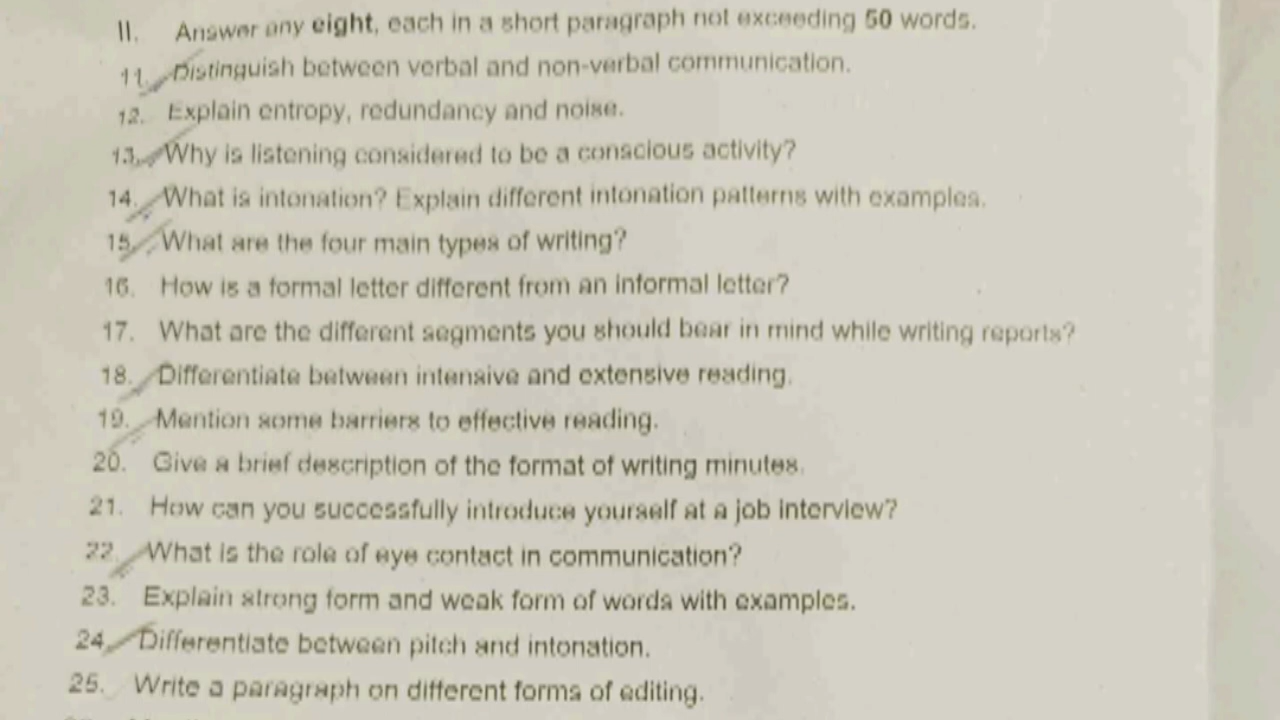 II. Answer any eight, each in a short paragraph not exceeding 50 words.
11. Distinguish between verbal and non-verbal communication.
12. Explain entropy, redundancy and noise.
13. Why is listening considered to be a conscious activity?
14. What is intonation? Explain different intonation patterns with examples.
15. What are the four main types of writing?
16. How is a formal letter different from an informal letter?
17. What are the different segments you should bear in mind while writing reports?
18. Differentiate between intensive and extensive reading.
19. Mention some barriers to effective reading.
20. Give a brief description of the format of writing minutes.
21. How can you successfully introduce yourself at a job interview?
22. What is the role of eye contact in communication?
23. Explain strong form and weak form of words with examples.
24. Differentiate between pitch and intonation.
25. Write a paragraph on different forms of editing.